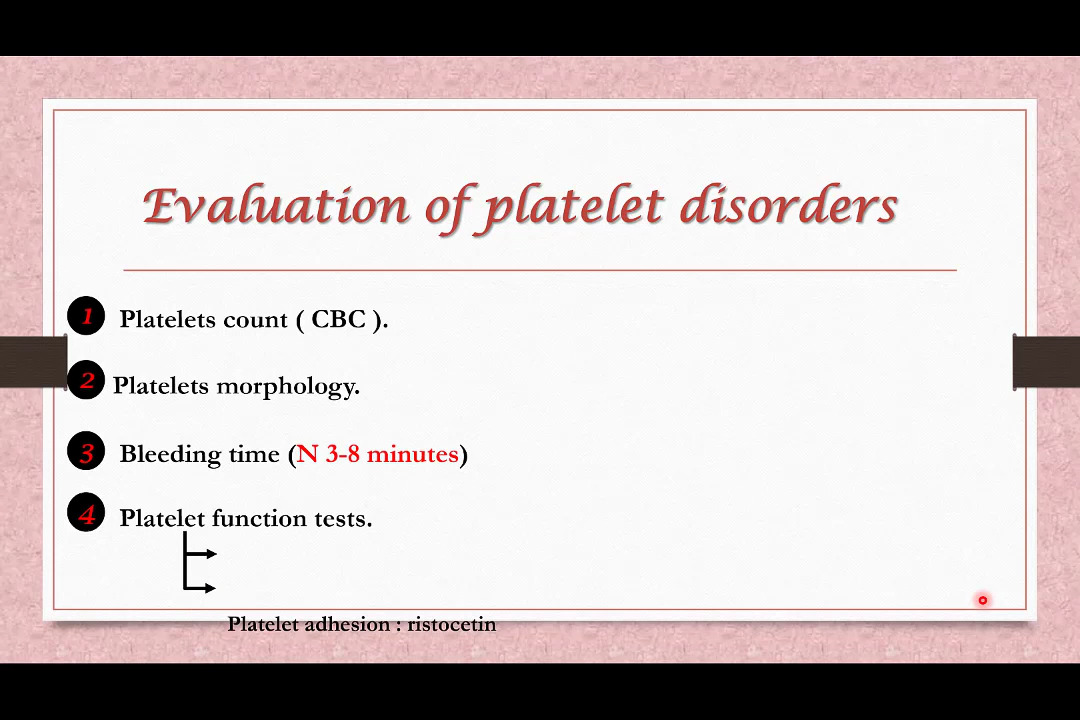 Evaluation of platelet disorders
1 Platelets count ( CBC ).
2 Platelets morphology.
3 Bleeding time (N 3-8 minutes)
4 Platelet function tests.
Platelet adhesion : ristocetin